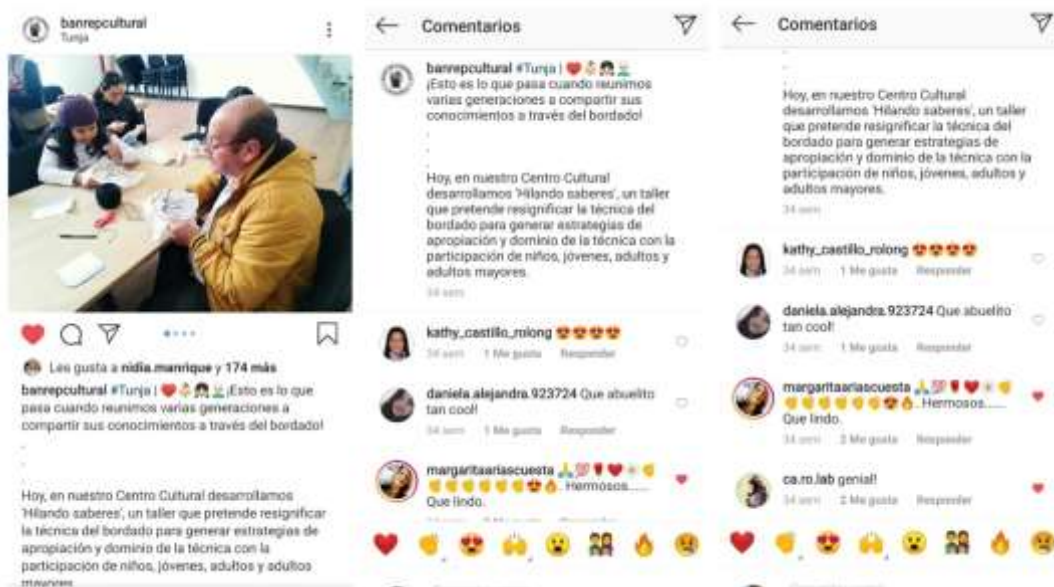 banrepcultural
Tunja
Les gusta a nidia.manrique y 174 más
banrepcultural #Tunja | ¡Esto es lo que
pasa cuando reunimos varias generaciones a
compartir sus conocimientos a través del bordado!
.
.
.
Hoy, en nuestro Centro Cultural desarrollamos
'Hilando saberes', un taller que pretende resignificar
la técnica del bordado para generar estrategias de
apropiación y dominio de la técnica con la
participación de niños, jóvenes, adultos y adultos
mayores
Comentarios
banrepcultural #Tunja |
¡Esto es lo que pasa cuando reunimos
varias generaciones a compartir sus
conocimientos a través del bordado!
.
.
.
Hoy, en nuestro Centro Cultural
desarrollamos 'Hilando saberes', un taller
que pretende resignificar la técnica del
bordado para generar estrategias de
apropiación y dominio de la técnica con la
participación de niños, jóvenes, adultos y
adultos mayores.
34 sem
kathy_castillo_rolong 😍😍😍😍
34 sem 1 Me gusta Responder
daniela.alejandra.923724 Que abuelito
tan cool!
34 sem 1 Me gusta Responder
margaritaariascuesta
Hermosos......
Que lindo.
Comentarios
.
.
Hoy, en nuestro Centro Cultural
desarrollamos 'Hilando saberes', un taller
que pretende resignificar la técnica del
bordado para generar estrategias de
apropiación y dominio de la técnica con la
participación de niños, jóvenes, adultos y
adultos mayores.
34 sem
kathy_castillo_rolong 😍😍😍😍
34 sem 1 Me gusta Responder
daniela.alejandra.923724 Que abuelito
tan cool!
34 sem 1 Me gusta Responder
margaritaariascuesta
. Hermosos......
Que lindo.
34 sem 2 Me gusta Responder
ca.ro.lab genial!
34 sem 2 Me gusta Responder